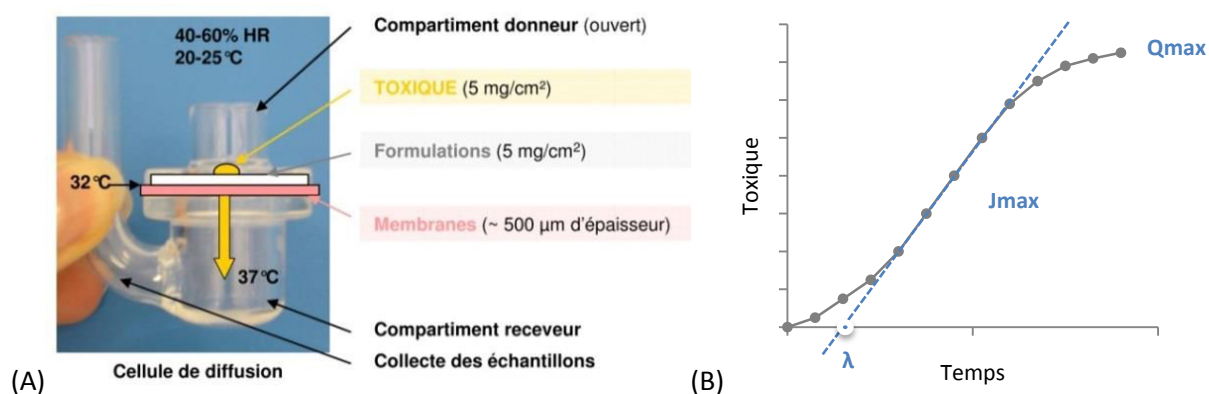 40-60% HR
20-25°C
Compartiment donneur (ouvert)
TOXIQUE (5 mg/cm²)
Formulations (5 mg/cm²)
32°C
Membranes (~ 500 µm d'épaisseur)
37°C
Compartiment receveur
Collecte des échantillons
Cellule de diffusion
(A)
Qmax
Toxique
Jmax
λ
Temps
(B)